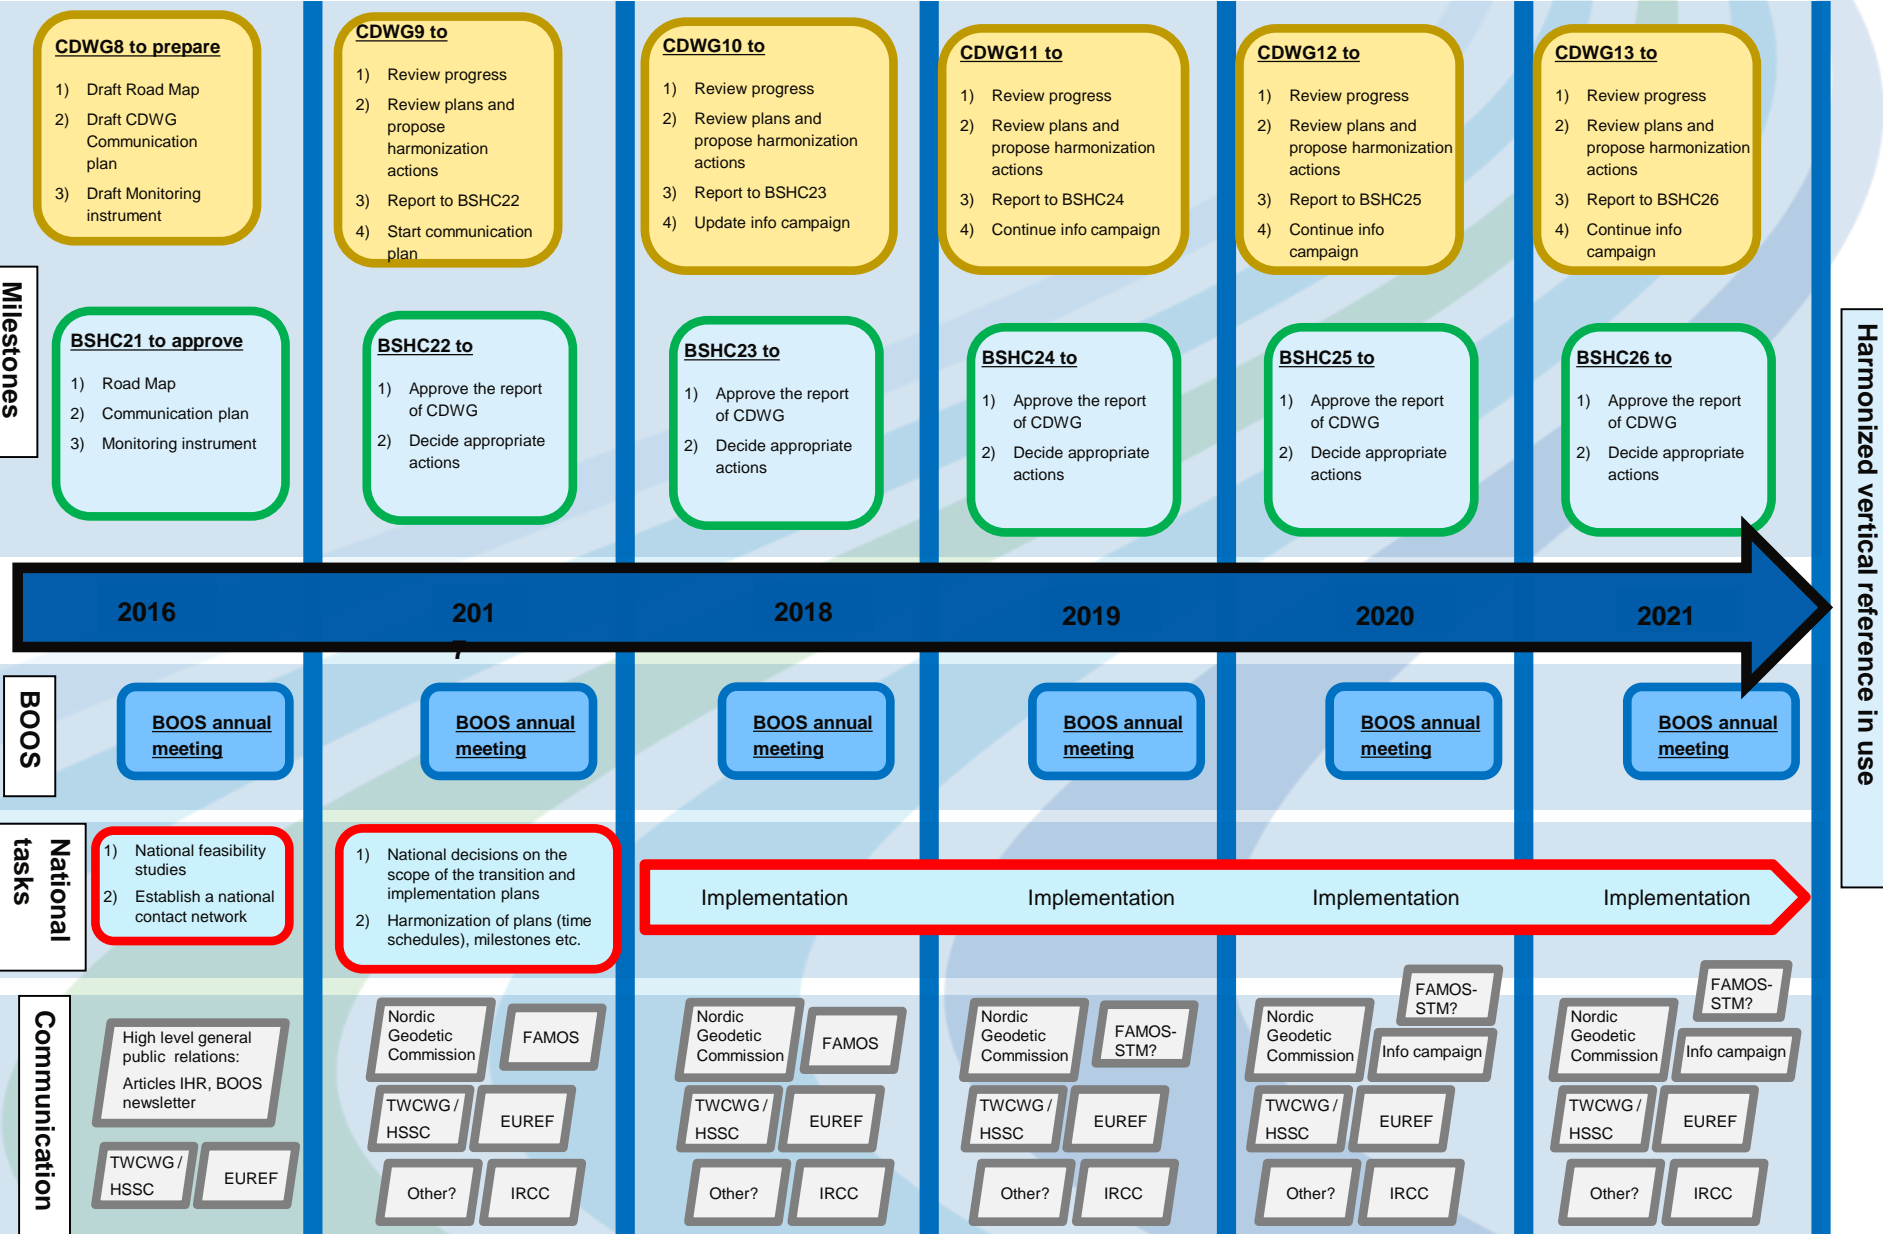 CDWG8 to prepare
1) Draft Road Map
2) Draft CDWG
Communication
plan
3) Draft Monitoring
instrument
CDWG9 to
1) Review progress
2) Review plans and
propose
harmonization
actions
3) Report to BSHC22
4) Start communication
plan
CDWG10 to
1) Review progress
2) Review plans and
propose harmonization
actions
3) Report to BSHC23
4) Update info campaign
CDWG11 to
1) Review progress
2) Review plans and
propose harmonization
actions
3) Report to BSHC24
4) Continue info campaign
CDWG12 to
1) Review progress
2) Review plans and
propose harmonization
actions
3) Report to BSHC25
4) Continue info
campaign
CDWG13 to
1) Review progress
2) Review plans and
propose harmonization
actions
3) Report to BSHC26
4) Continue info
campaign
Milestones
BSHC21 to approve
1) Road Map
2) Communication plan
3) Monitoring instrument
BSHC22 to
1) Approve the report
of CDWG
2) Decide appropriate
actions
BSHC23 to
1) Approve the report
of CDWG
2) Decide appropriate
actions
BSHC24 to
1) Approve the report
of CDWG
2) Decide appropriate
actions
BSHC25 to
1) Approve the report
of CDWG
2) Decide appropriate
actions
BSHC26 to
1) Approve the report
of CDWG
2) Decide appropriate
actions
Harmonized vertical reference in use
2016
201
7
2018
2019
2020
2021
BOOS
BOOS annual
meeting
BOOS annual
meeting
BOOS annual
meeting
BOOS annual
meeting
BOOS annual
meeting
BOOS annual
meeting
National
tasks
1) National feasibility
studies
2) Establish a national
contact network
1) National decisions on the
scope of the transition and
implementation plans
2) Harmonization of plans (time
schedules), milestones etc.
Implementation
Implementation
Implementation
Implementation
Communication
High level general
public relations:
Articles IHR, BOOS
newsletter
TWCWG /
HSSC
EUREF
Nordic
Geodetic
Commission
FAMOS
TWCWG /
HSSC
EUREF
Other?
IRCC
Nordic
Geodetic
Commission
FAMOS
TWCWG /
HSSC
EUREF
Other?
IRCC
Nordic
Geodetic
Commission
FAMOS-
STM?
TWCWG /
HSSC
EUREF
Other?
IRCC
FAMOS-
STM?
Nordic
Geodetic
Commission
Info campaign
TWCWG /
HSSC
EUREF
Other?
IRCC
FAMOS-
STM?
Nordic
Geodetic
Commission
Info campaign
TWCWG /
HSSC
EUREF
Other?
IRCC